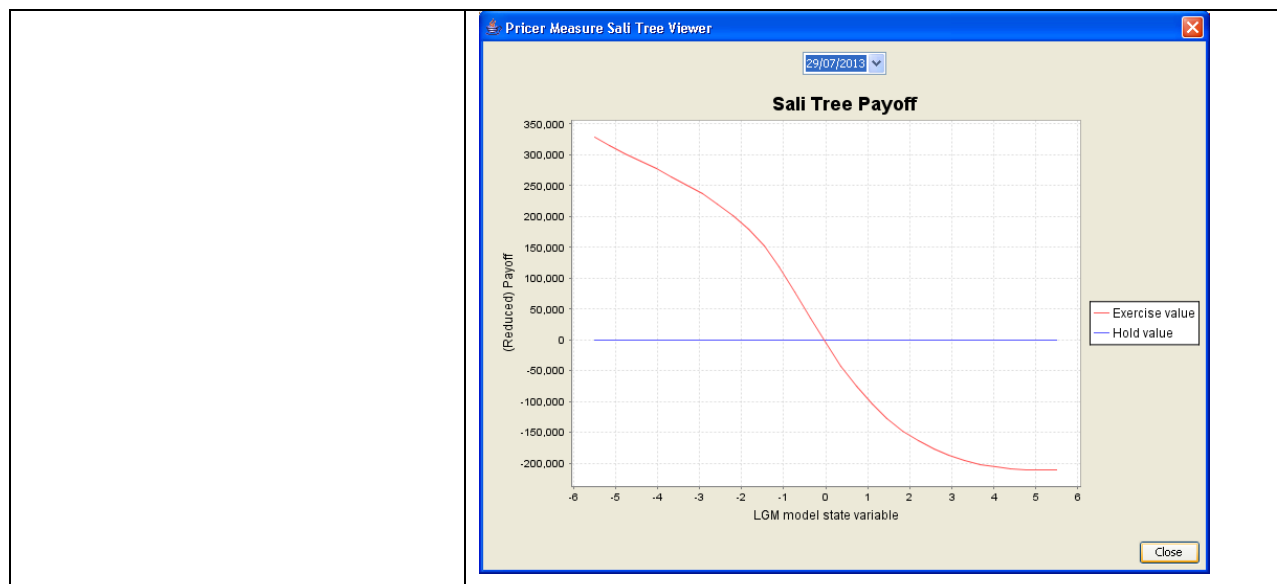 Pricer Measure Sali Tree Viewer
29/07/2013
Sali Tree Payoff
350,000
300,000
250,000
200,000
150,000
100,000
50,000
0
-50,000
-100,000
-150,000
-200,000
(Reduced) Payoff
-6 -5 -4 -3 -2 -1 0 1 2 3 4 5 6
LGM model state variable
Exercise value
Hold value
Close